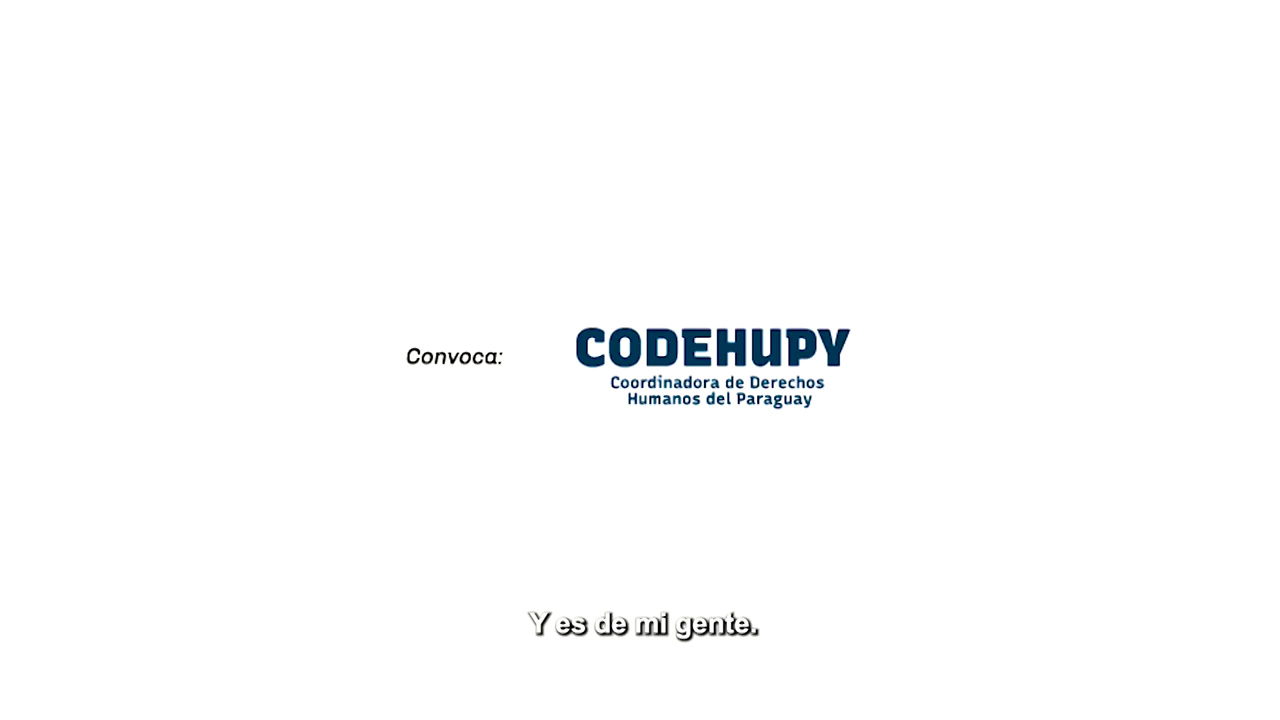 Convoca:
CODEHUPY
Coordinadora de Derechos
Humanos del Paraguay
Y es de mi gente.